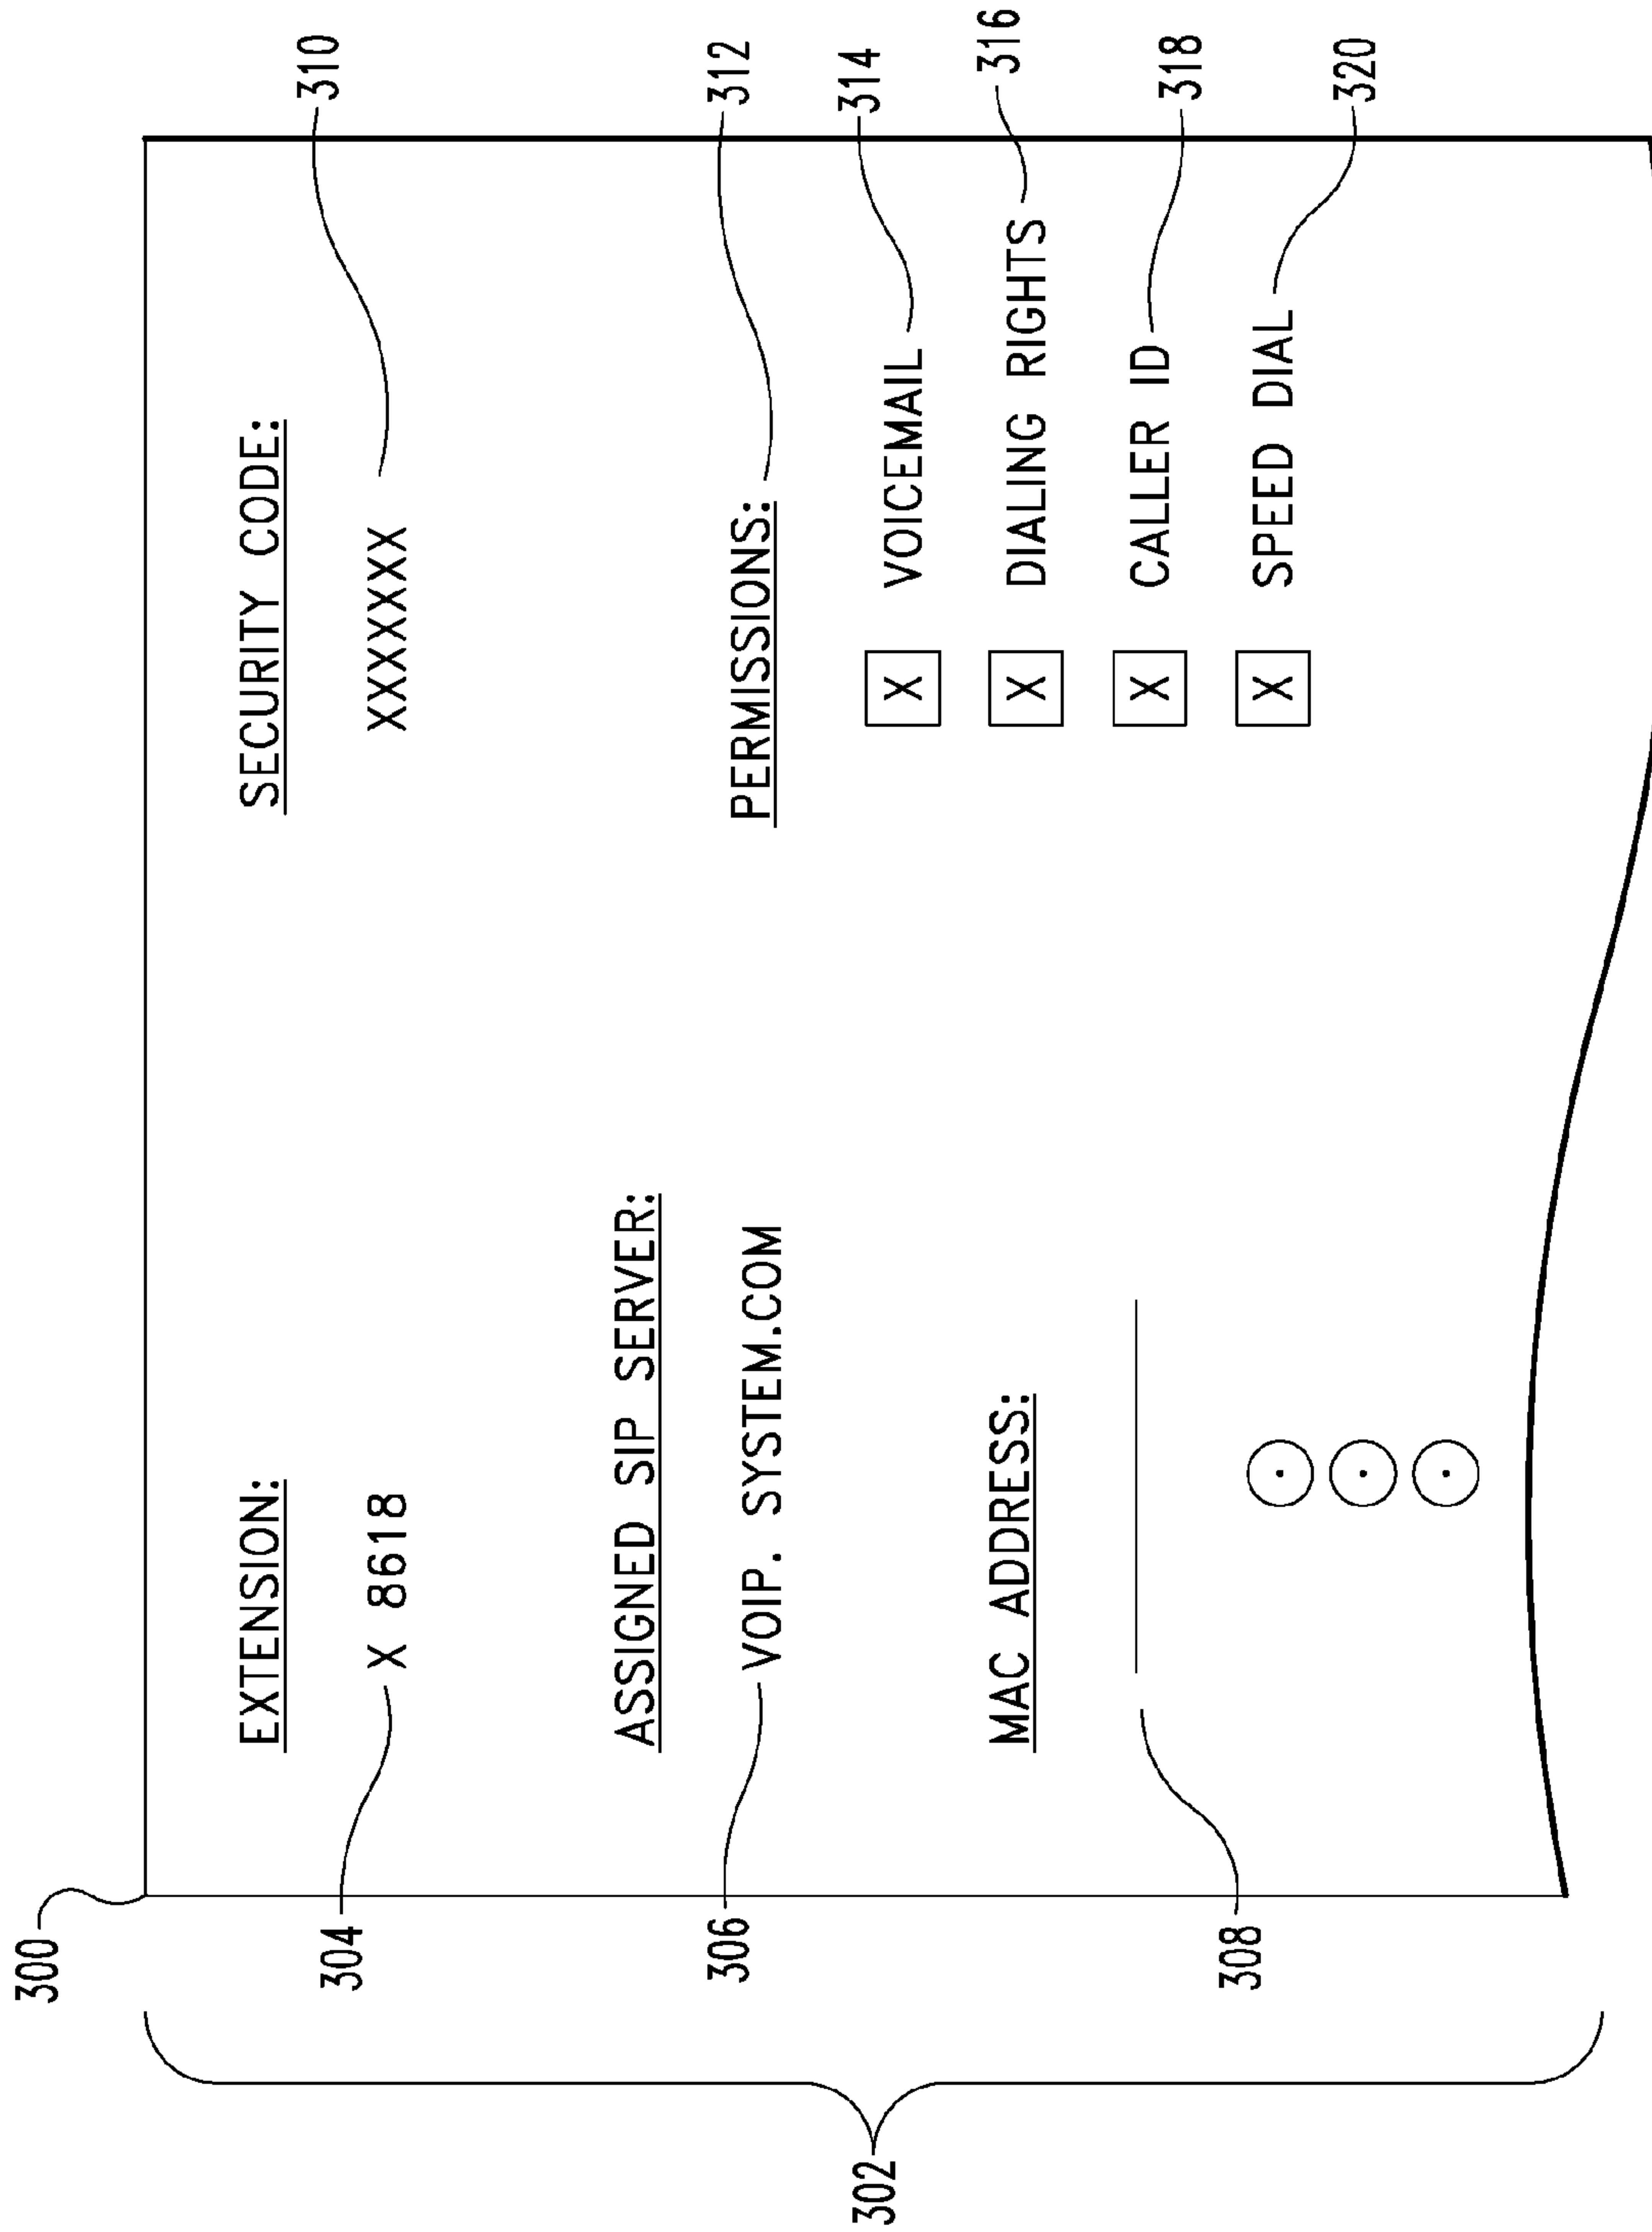 300
302
EXTENSION:
304
X 8618
ASSIGNED SIP SERVER:
306
VOIP. SYSTEM.COM
MAC ADDRESS:
308
SECURITY CODE:
310
XXXXXXX
PERMISSIONS:
312
X VOICEMAIL 314
X DIALING RIGHTS 316
X CALLER ID 318
X SPEED DIAL 320